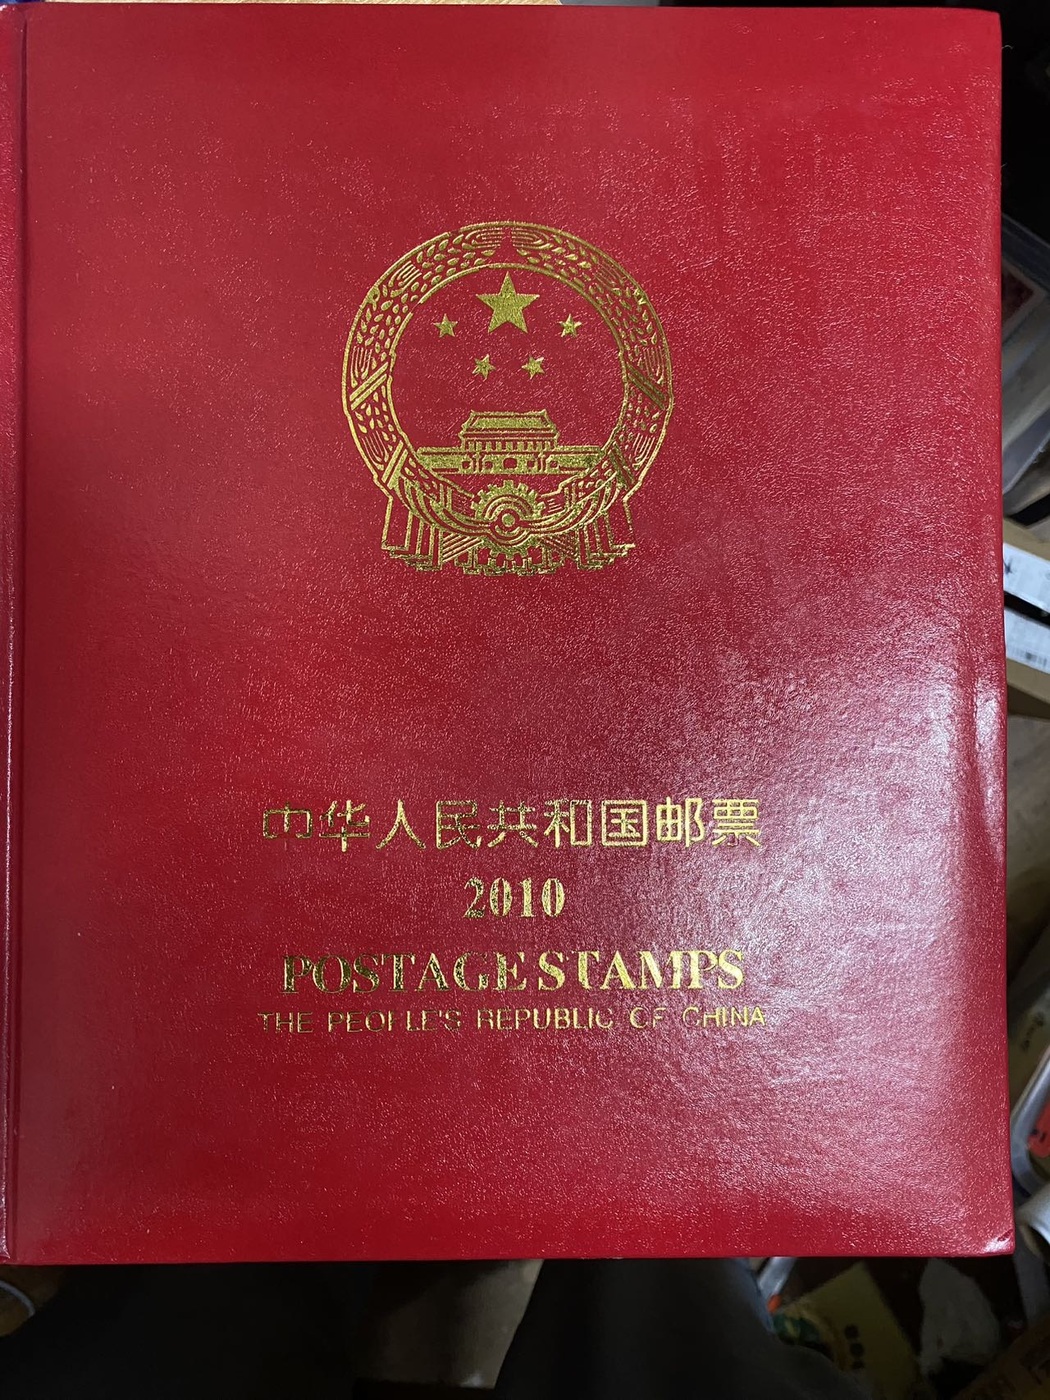 中华人民共和国邮票
2010
POSTAGE STAMPS
THE PEOPLE'S REPUBLIC OF CHINA